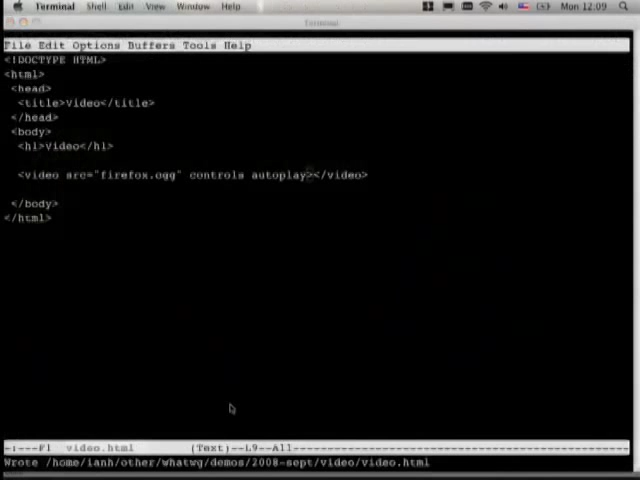 Terminal Shell Edit View Window Help Mon 12:09
Terminal
File Edit Options Buffers Tools Help
<!DOCTYPE HTML>
<html>
<head>
<title>Video</title>
</head>
<body>
<h1>Video</h1>
<video src="firefox.ogg" controls autoplay></video>
</body>
</html>
-:---F1 video.html (Text)--L9--All
Wrote /home/ianh/other/whatwg/demos/2008-sept/video/video.html